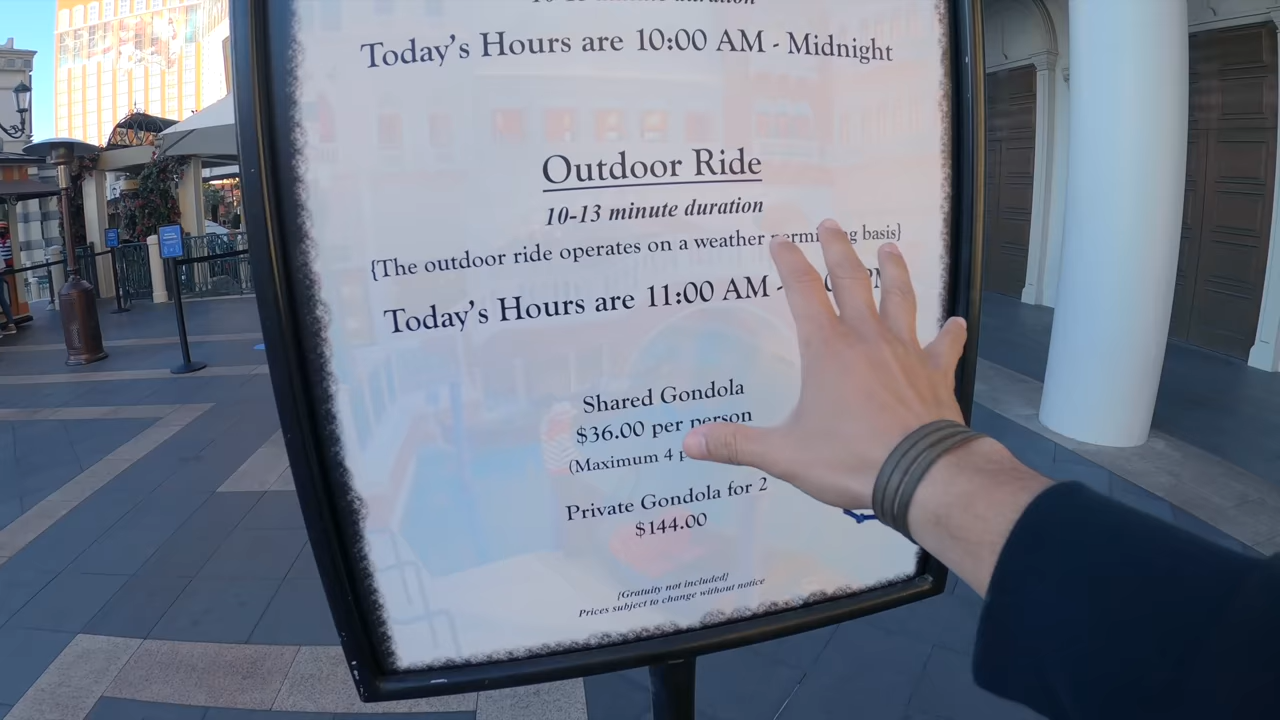 minute duration
Today's Hours are 10:00 AM - Midnight
Outdoor Ride
10-13 minute duration
{The outdoor ride operates on a weather basis}
Today's Hours are 11:00 AM -
Shared Gondola
$36.00 per person
(Maximum 4
Private Gondola for 2
$144.00
{Gratuity not included}
Prices subject to change without notice